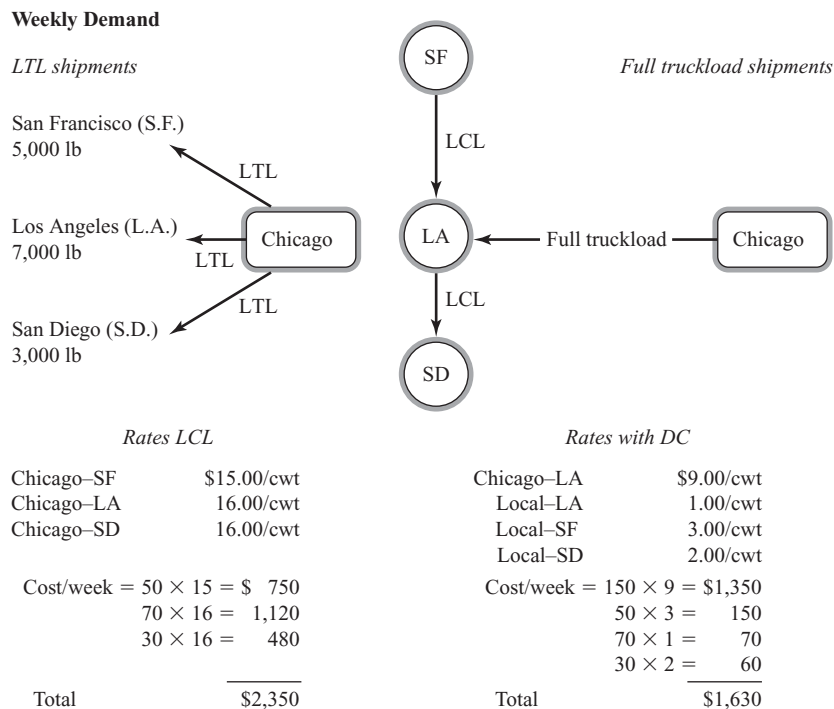 Weekly Demand
LTL shipments
San Francisco (S.F.)
5,000 lb
LTL
Los Angeles (L.A.)
7,000 lb
LTL
Chicago
LTL
San Diego (S.D.)
3,000 lb
Full truckload shipments
SF
LCL
LA
Full truckload
Chicago
LCL
SD
Rates LCL
Chicago–SF $15.00/cwt
Chicago–LA 16.00/cwt
Chicago–SD 16.00/cwt
Cost/week = 50 × 15 = $ 750
70 × 16 = 1,120
30 × 16 = 480
Total $2,350
Rates with DC
Chicago–LA $9.00/cwt
Local–LA 1.00/cwt
Local–SF 3.00/cwt
Local–SD 2.00/cwt
Cost/week = 150 × 9 = $1,350
50 × 3 = 150
70 × 1 = 70
30 × 2 = 60
Total $1,630